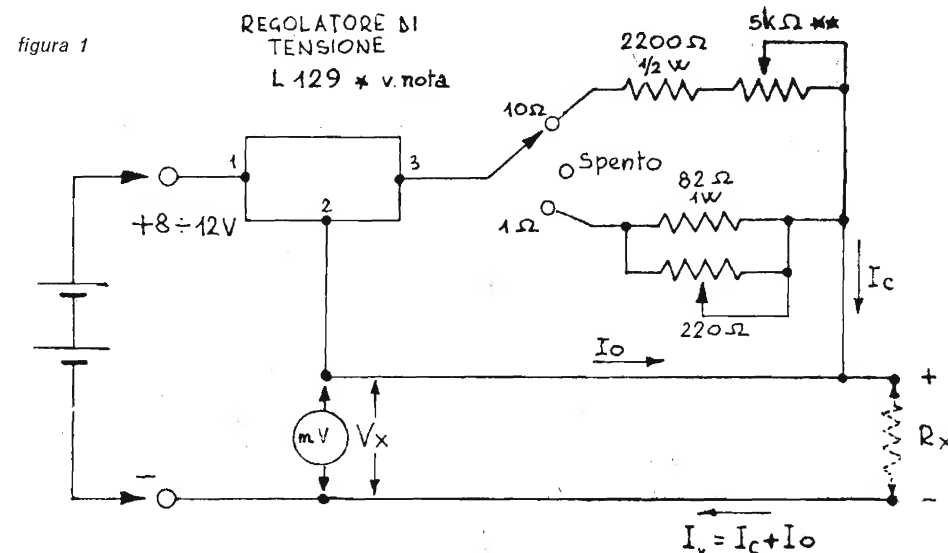 figura 1
REGOLATORE DI
TENSIONE
L 129 * v. nota
5kΩ **
2200Ω
1/2 W
10Ω
1
3
2
Spento
82 Ω
1W
1Ω
220Ω
+8÷12V
Ic
Io
+
mV
Vx
Rx
-
-
Ix = Ic + Io